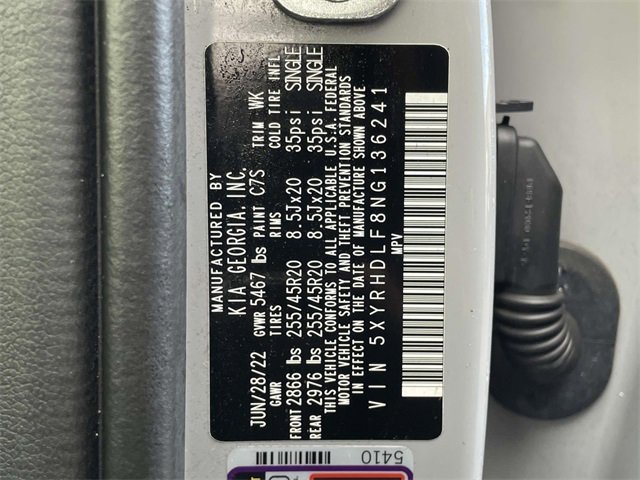 MANUFACTURED BY
KIA GEORGIA, INC.
JUN/28/22 GVWR 5467 lbs PAINT C7S TRIM WK
GAWR TIRES RIMS COLD TIRE INFL
FRONT 2866 lbs 255/45R20 8.5Jx20 35psi SINGLE
REAR 2976 lbs 255/45R20 8.5Jx20 35psi SINGLE
THIS VEHICLE CONFORMS TO ALL APPLICABLE U.S.A. FEDERAL
MOTOR VEHICLE SAFETY AND THEFT PREVENTION STANDARDS
IN EFFECT ON THE DATE OF MANUFACTURE SHOWN ABOVE.
VIN 5XYRHDLF8NG136241
MPV
5410